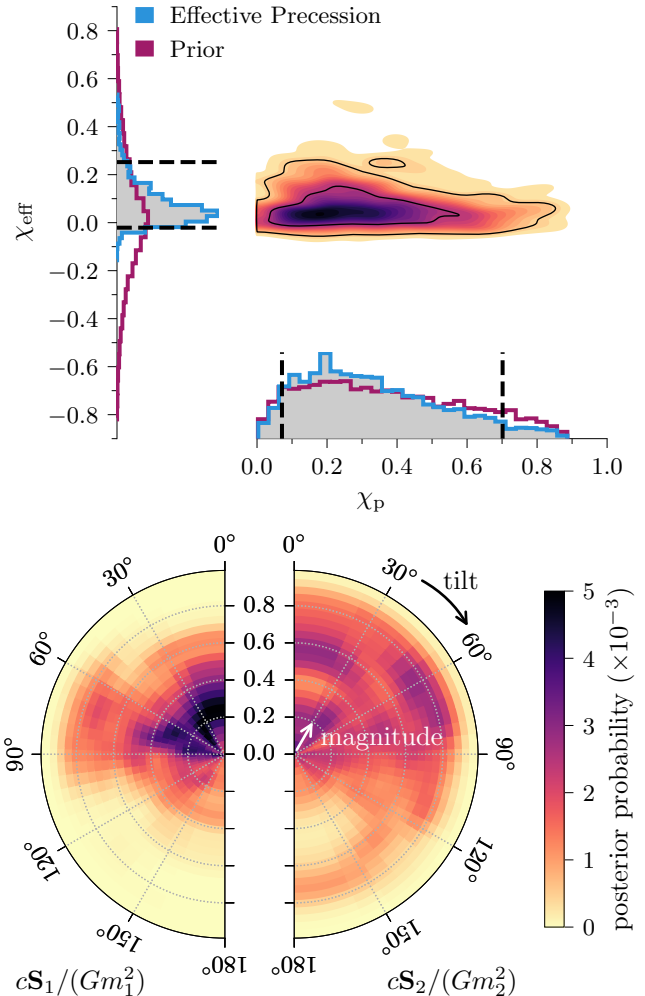 Effective Precession
Prior
0.8
0.6
0.4
0.2
0.0
−0.2
−0.4
−0.6
−0.8
χeff
0.0 0.2 0.4 0.6 0.8 1.0
χp
0° 0°
30° 30° tilt
60° 60°
90° 90°
120° 120°
150° 150°
180° 180°
0.8
0.6
0.4
0.2
0.0
magnitude
5
4
3
2
1
0
posterior probability (×10⁻³)
cS₁/(Gm₁²) cS₂/(Gm₂²)